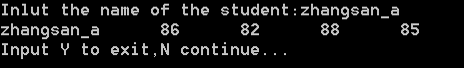 Inlut the name of the student:zhangsan_a
zhangsan_a 86 82 88 85
Input Y to exit,N continue...